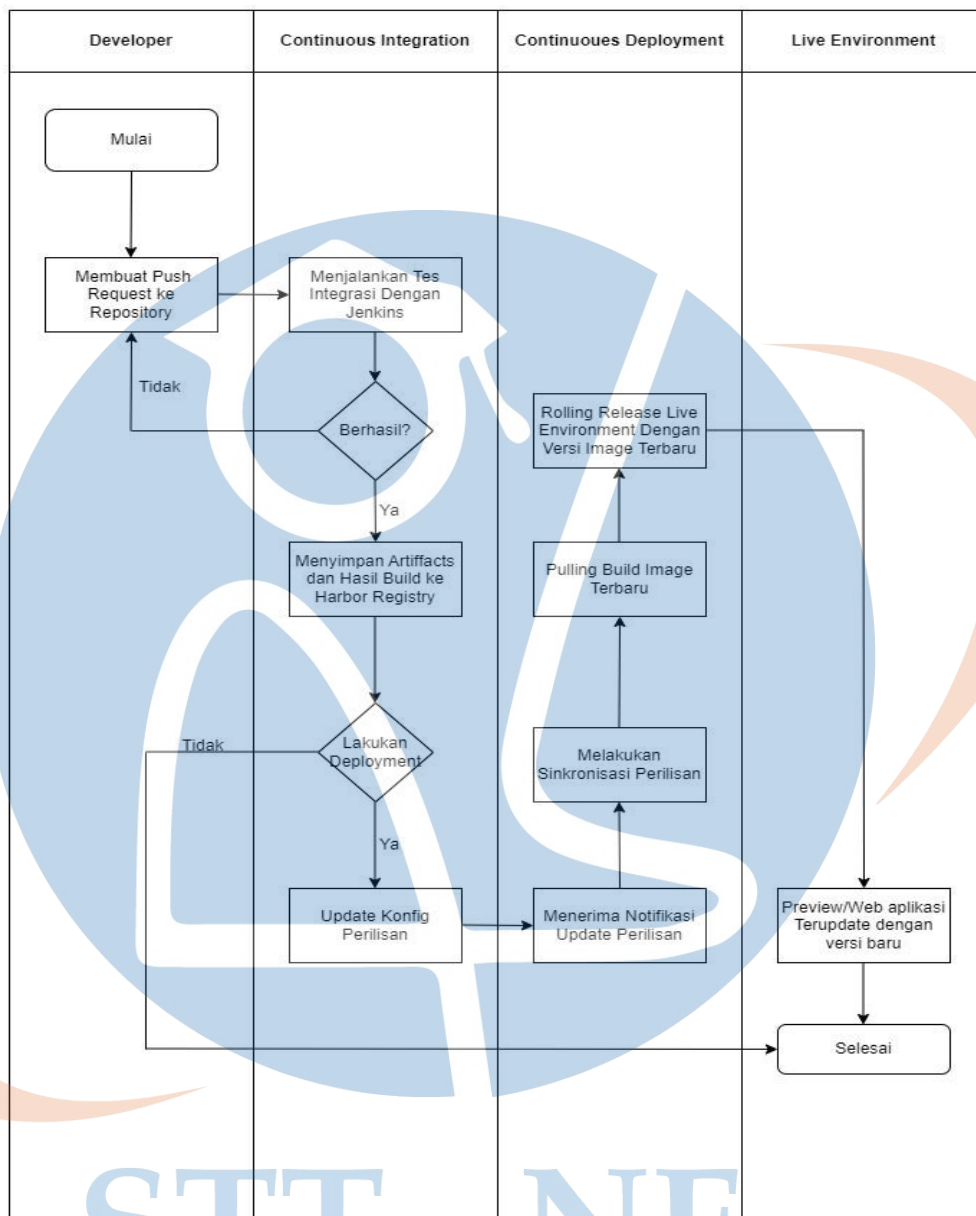 Developer
Continuous Integration
Continuoues Deployment
Live Environment
Mulai
Membuat Push
Request ke
Repository
Menjalankan Tes
Integrasi Dengan
Jenkins
Tidak
Berhasil?
Ya
Rolling Release Live
Environment Dengan
Versi Image Terbaru
Menyimpan Artiffacts
dan Hasil Build ke
Harbor Registry
Pulling Build Image
Terbaru
Tidak
Lakukan
Deployment
Ya
Melakukan
Sinkronisasi Perilisan
Update Konfig
Perilisan
Menerima Notifikasi
Update Perilisan
Preview/Web aplikasi
Terupdate dengan
versi baru
Selesai
STT - NF